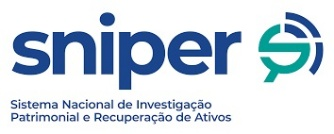 sniper
Sistema Nacional de Investigação
Patrimonial e Recuperação de Ativos